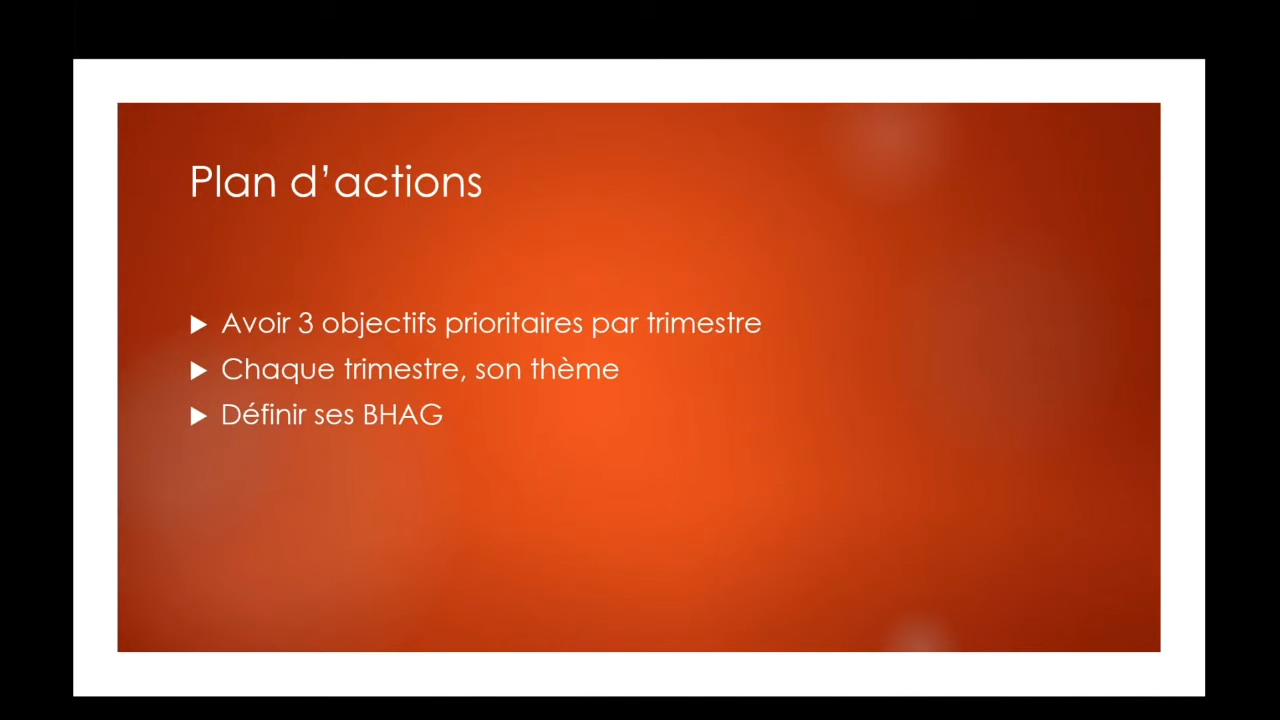 Plan d’actions
Avoir 3 objectifs prioritaires par trimestre
Chaque trimestre, son thème
Définir ses BHAG